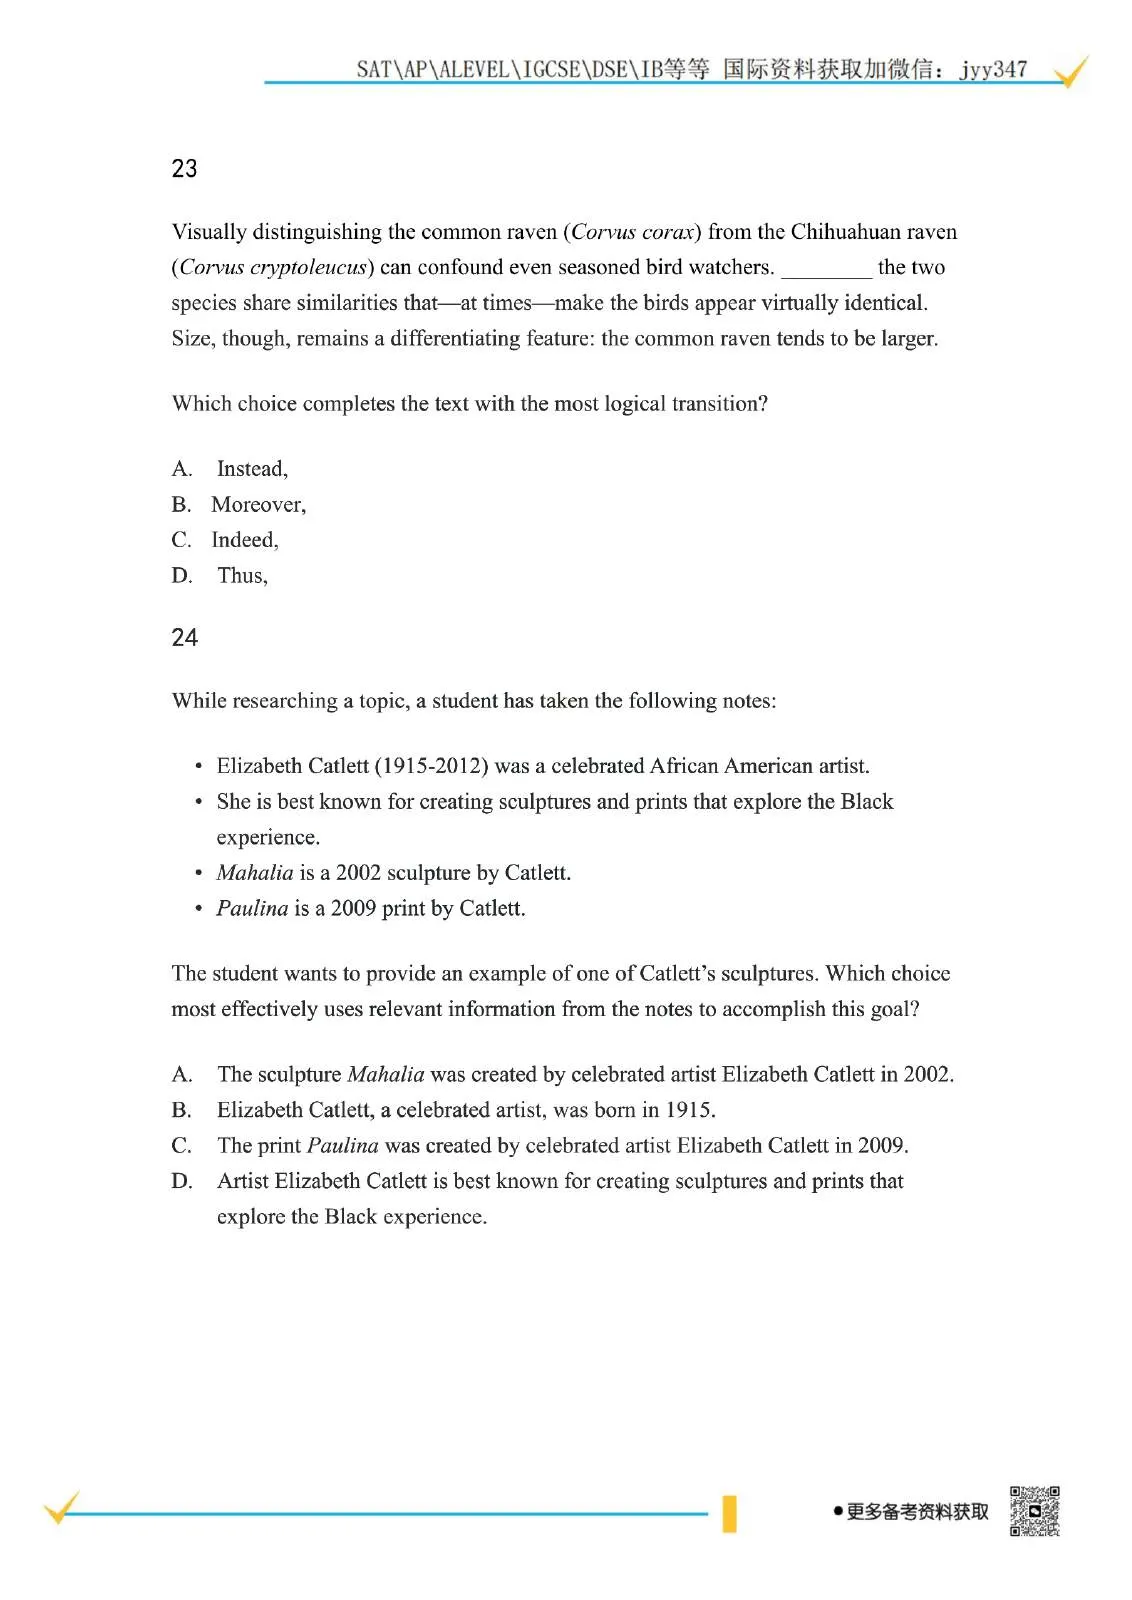 SAT\AP\ALEVEL\IGCSE\DSE\IB等等 国际资料获取加微信：jyy347
23
Visually distinguishing the common raven (Corvus corax) from the Chihuahuan raven
(Corvus cryptoleucus) can confound even seasoned bird watchers. ________ the two
species share similarities that—at times—make the birds appear virtually identical.
Size, though, remains a differentiating feature: the common raven tends to be larger.
Which choice completes the text with the most logical transition?
A. Instead,
B. Moreover,
C. Indeed,
D. Thus,
24
While researching a topic, a student has taken the following notes:
• Elizabeth Catlett (1915-2012) was a celebrated African American artist.
• She is best known for creating sculptures and prints that explore the Black
experience.
• Mahalia is a 2002 sculpture by Catlett.
• Paulina is a 2009 print by Catlett.
The student wants to provide an example of one of Catlett’s sculptures. Which choice
most effectively uses relevant information from the notes to accomplish this goal?
A. The sculpture Mahalia was created by celebrated artist Elizabeth Catlett in 2002.
B. Elizabeth Catlett, a celebrated artist, was born in 1915.
C. The print Paulina was created by celebrated artist Elizabeth Catlett in 2009.
D. Artist Elizabeth Catlett is best known for creating sculptures and prints that
explore the Black experience.
•更多备考资料获取